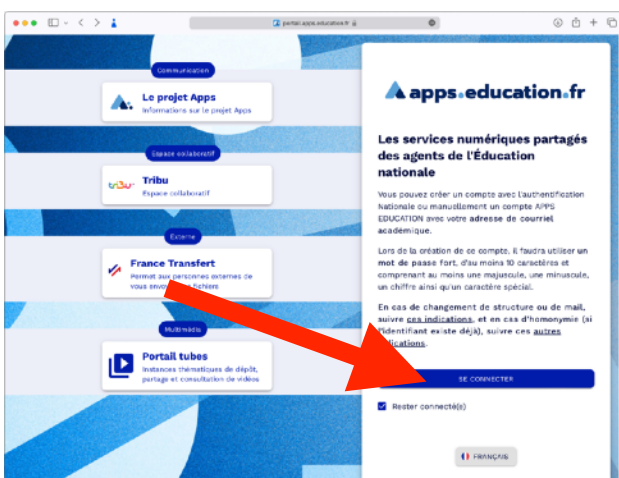 portail.apps.education.fr
Communication
Le projet Apps
Informations sur le projet Apps
Espace collaboratif
tribu
Tribu
Espace collaboratif
Externe
France Transfert
Permet aux personnes externes de
vous fichiers
Multimédia
Portail tubes
Instances thématiques de dépôt,
partage et consultation de vidéos
apps.education.fr
Les services numériques partagés
des agents de l'Éducation
nationale
Vous pouvez créer un compte avec l'authentification
Nationale ou manuellement un compte APPS
EDUCATION avec votre adresse de courriel
académique.
Lors de la création de ce compte, il faudra utiliser un
mot de passe fort, d'au moins 10 caractères et
comprenant au moins une majuscule, une minuscule,
un chiffre ainsi qu'un caractère spécial.
En cas de changement de structure ou de mail,
suivre ces indications, et en cas d'homonymie (si
l'identifiant existe déjà), suivre ces autres
indications.
SE CONNECTER
Rester connecté(e)
FRANÇAIS